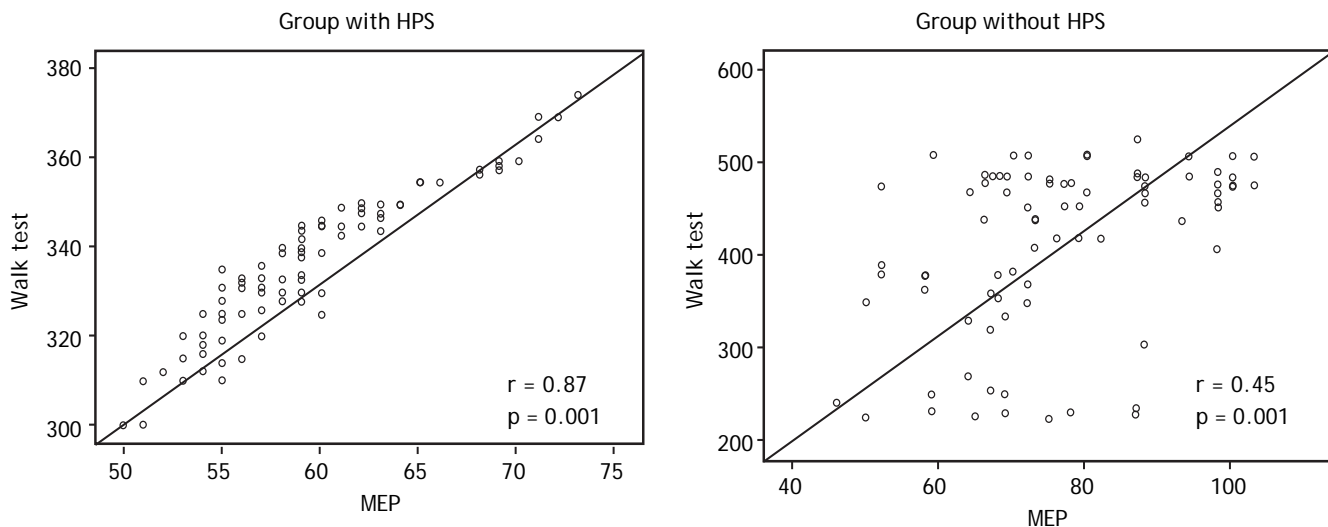 Group with HPS
380
360
340
320
300
Walk test
50 55 60 65 70 75
MEP
r = 0.87
p = 0.001
Group without HPS
600
500
400
300
200
Walk test
40 60 80 100
MEP
r = 0.45
p = 0.001